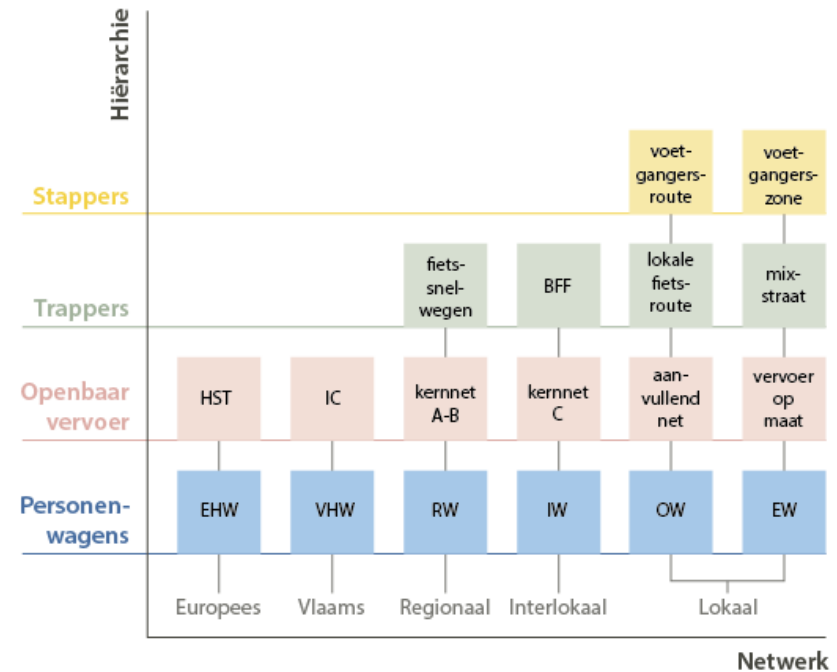 Hiërarchie
Stappers
voet-
gangers-
route
voet-
gangers-
zone
Trappers
fiets-
snel-
wegen
BFF
lokale
fiets-
route
mix-
straat
Openbaar
vervoer
HST
IC
kernnet
A-B
kernnet
C
aan-
vullend
net
vervoer
op
maat
Personen-
wagens
EHW
VHW
RW
IW
OW
EW
Europees
Vlaams
Regionaal
Interlokaal
Lokaal
Netwerk